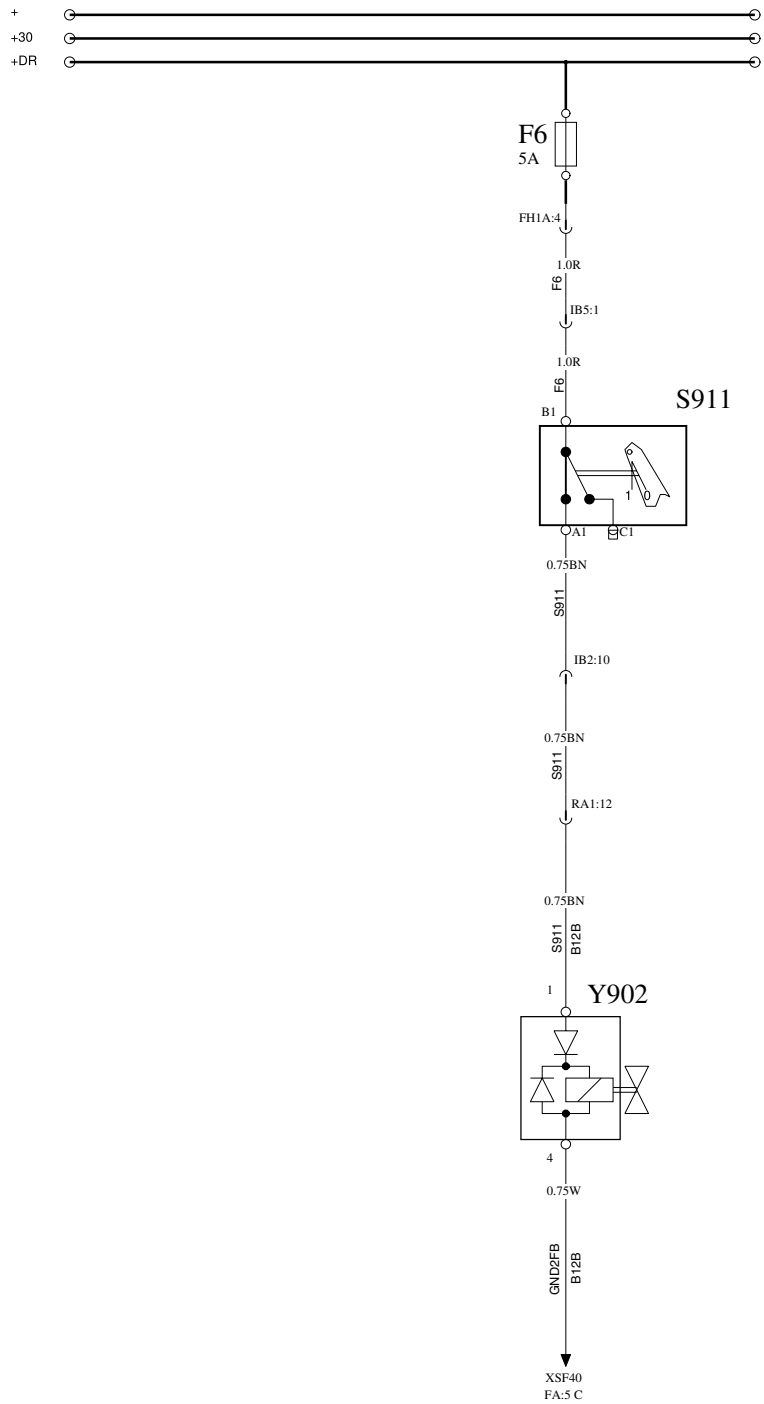 +
+30
+DR
F6
5A
FH1A:4
1.0R
F6
IB5:1
1.0R
F6
S911
B1
1 0
A1
C1
0.75BN
S911
IB2:10
0.75BN
S911
RA1:12
0.75BN
S911
B12B
1
Y902
4
0.75W
GND2FB
B12B
XSF40
FA:5 C